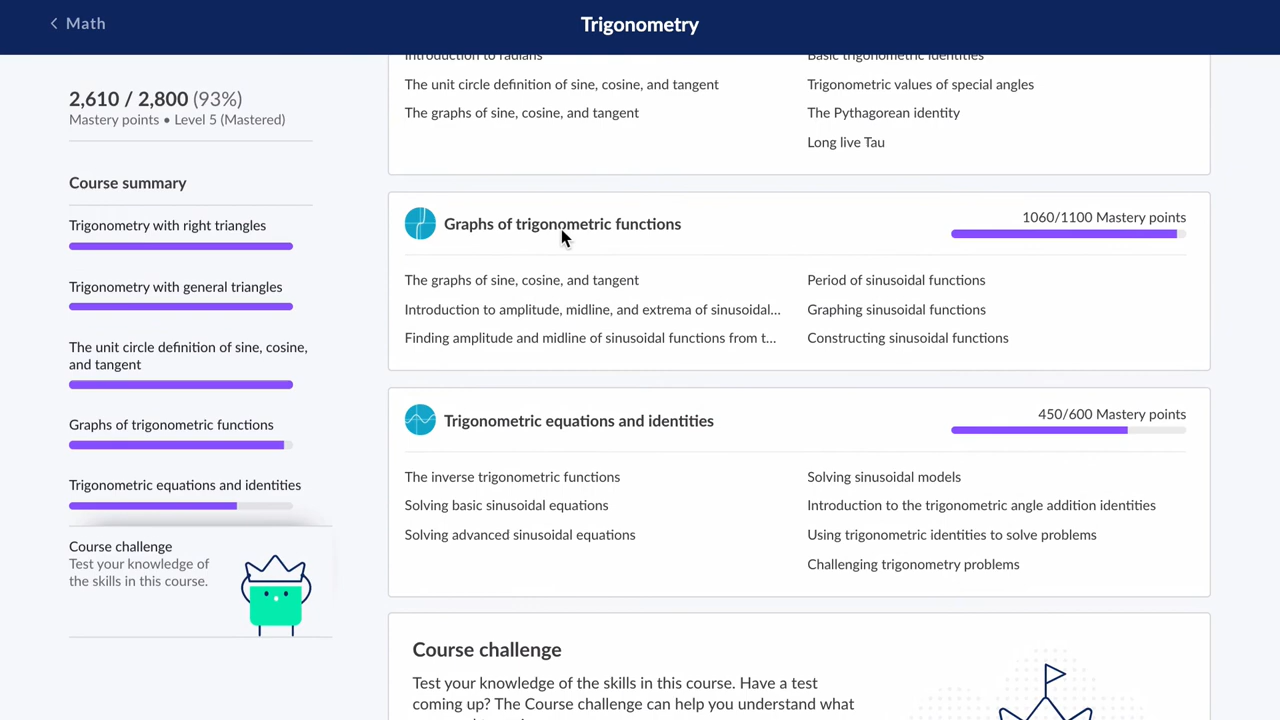 Math
Trigonometry
2,610 / 2,800 (93%)
Mastery points • Level 5 (Mastered)
Course summary
Trigonometry with right triangles
Trigonometry with general triangles
The unit circle definition of sine, cosine,
and tangent
Graphs of trigonometric functions
Trigonometric equations and identities
Course challenge
Test your knowledge of
the skills in this course.
Introduction to radians
The unit circle definition of sine, cosine, and tangent
The graphs of sine, cosine, and tangent
Basic trigonometric identities
Trigonometric values of special angles
The Pythagorean identity
Long live Tau
Graphs of trigonometric functions
1060/1100 Mastery points
The graphs of sine, cosine, and tangent
Introduction to amplitude, midline, and extrema of sinusoidal...
Finding amplitude and midline of sinusoidal functions from t...
Period of sinusoidal functions
Graphing sinusoidal functions
Constructing sinusoidal functions
Trigonometric equations and identities
450/600 Mastery points
The inverse trigonometric functions
Solving basic sinusoidal equations
Solving advanced sinusoidal equations
Solving sinusoidal models
Introduction to the trigonometric angle addition identities
Using trigonometric identities to solve problems
Challenging trigonometry problems
Course challenge
Test your knowledge of the skills in this course. Have a test
coming up? The Course challenge can help you understand what